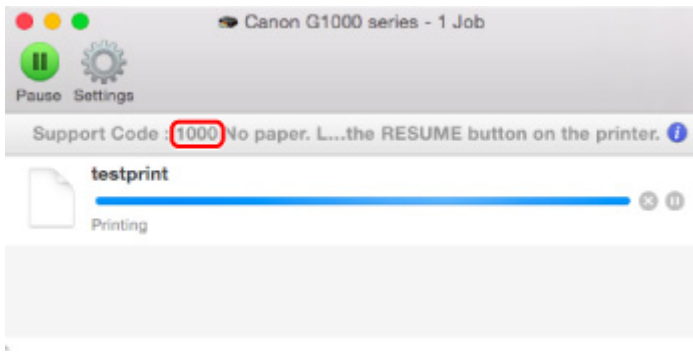 Canon G1000 series - 1 Job
Pause Settings
Support Code : 1000 No paper. L...the RESUME button on the printer.
testprint
Printing